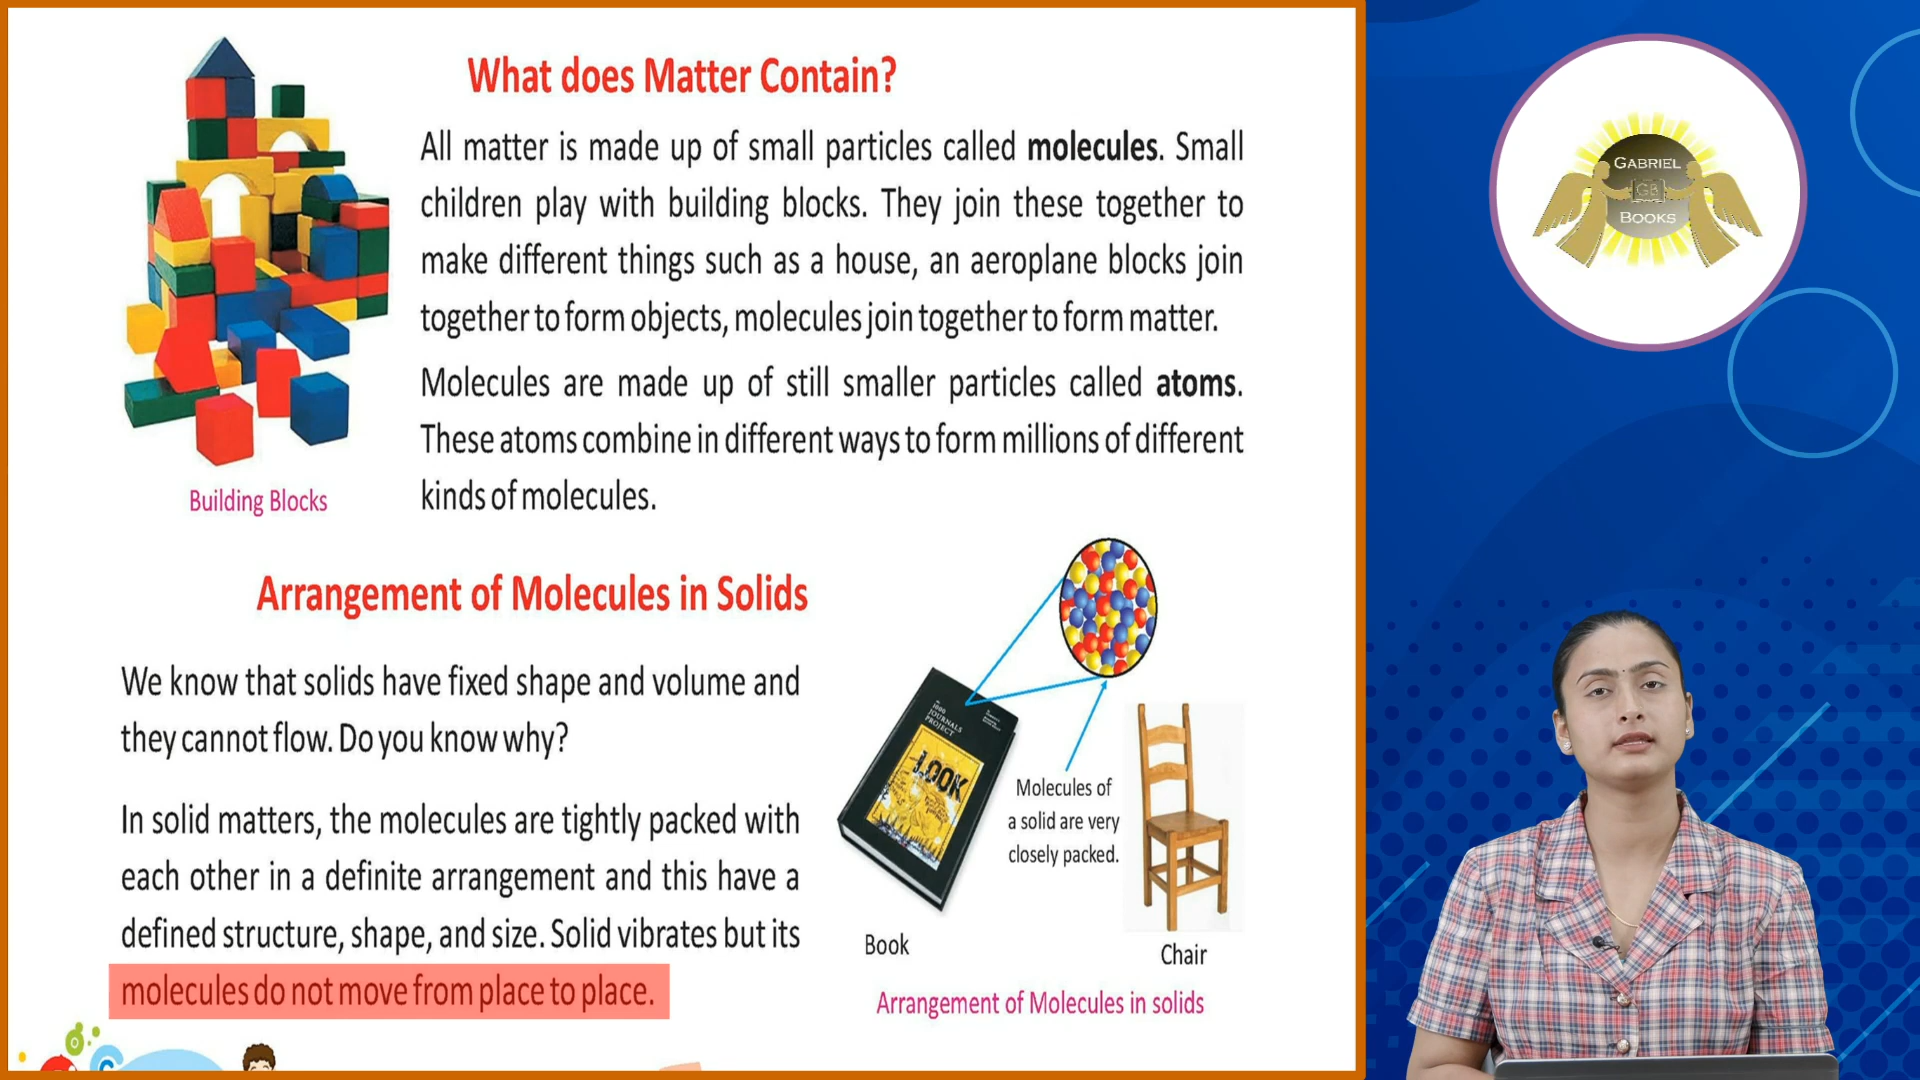 What does Matter Contain?
All matter is made up of small particles called molecules. Small
children play with building blocks. They join these together to
make different things such as a house, an aeroplane blocks join
together to form objects, molecules join together to form matter.
Molecules are made up of still smaller particles called atoms.
These atoms combine in different ways to form millions of different
kinds of molecules.
Building Blocks
Arrangement of Molecules in Solids
We know that solids have fixed shape and volume and
they cannot flow. Do you know why?
In solid matters, the molecules are tightly packed with
each other in a definite arrangement and this have a
defined structure, shape, and size. Solid vibrates but its
molecules do not move from place to place.
1000
JOURNALS
PROJECT
LOOK
Molecules of
a solid are very
closely packed.
Book
Chair
Arrangement of Molecules in solids
GABRIEL
GB
BOOKS